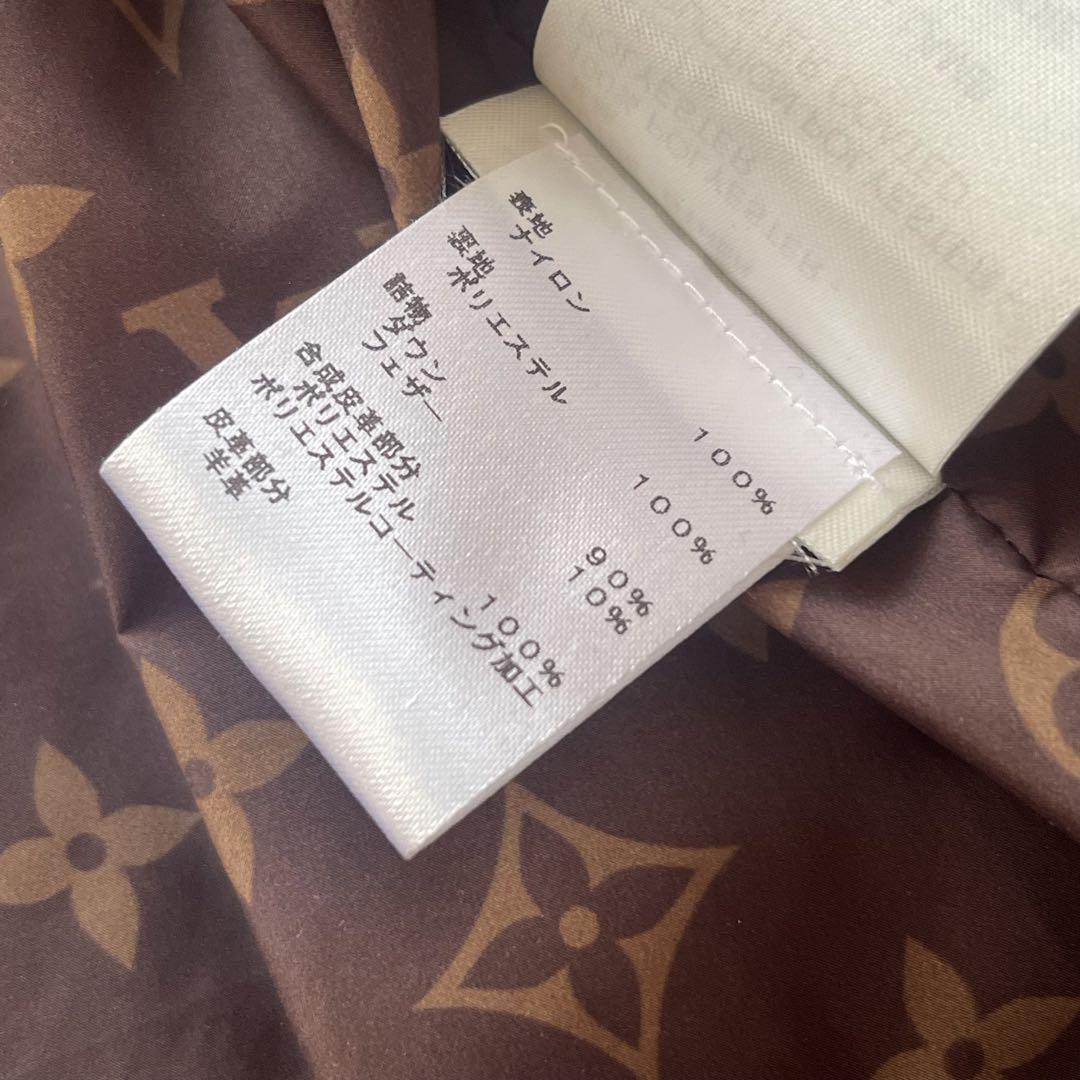 表地
ナイロン 100%
裏地
ポリエステル 100%
詰物
ダウン 90%
フェザー 10%
合成皮革部分
ポリエステル 100%
ポリエステルコーティング加工
皮革部分
羊革